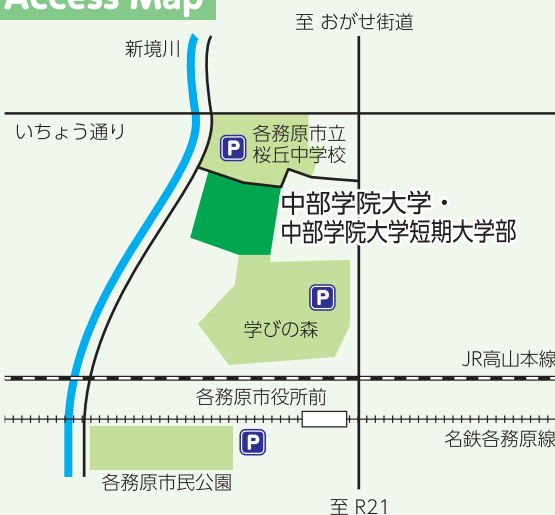 Access Map
至 おがせ街道
新境川
いちょう通り
P
各務原市立
桜丘中学校
中部学院大学・
中部学院大学短期大学部
P
学びの森
JR高山本線
各務原市役所前
名鉄各務原線
P
各務原市民公園
至 R21